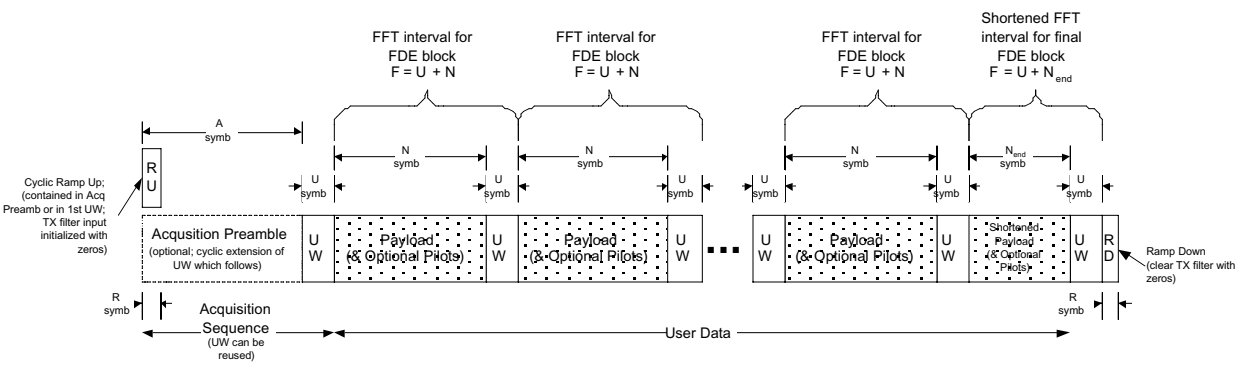 FFT interval for
FDE block
F = U + N
FFT interval for
FDE block
F = U + N
FFT interval for
FDE block
F = U + N
Shortened FFT
interval for final
FDE block
F = U + N end
A
symb
N
symb
N
symb
N
symb
Nend
symb
R
U
U
symb
U
symb
U
symb
U
symb
U
symb
U
symb
Cyclic Ramp Up;
(contained in Acq
Preamb or in 1st UW;
TX filter input
initialized with
zeros)
Acqusition Preamble
(optional; cyclic extension of
UW which follows)
U
W
Payload
(& Optional Pilots)
U
W
Payload
(& Optional Pilots)
U
W
U
W
Payload
(& Optional Pilots)
U
W
Shortened
Payload
(& Optional
Pilots)
U
W
R
D
Ramp Down
(clear TX filter with
zeros)
R
symb
Acquisition
Sequence
(UW can be
reused)
User Data
R
symb